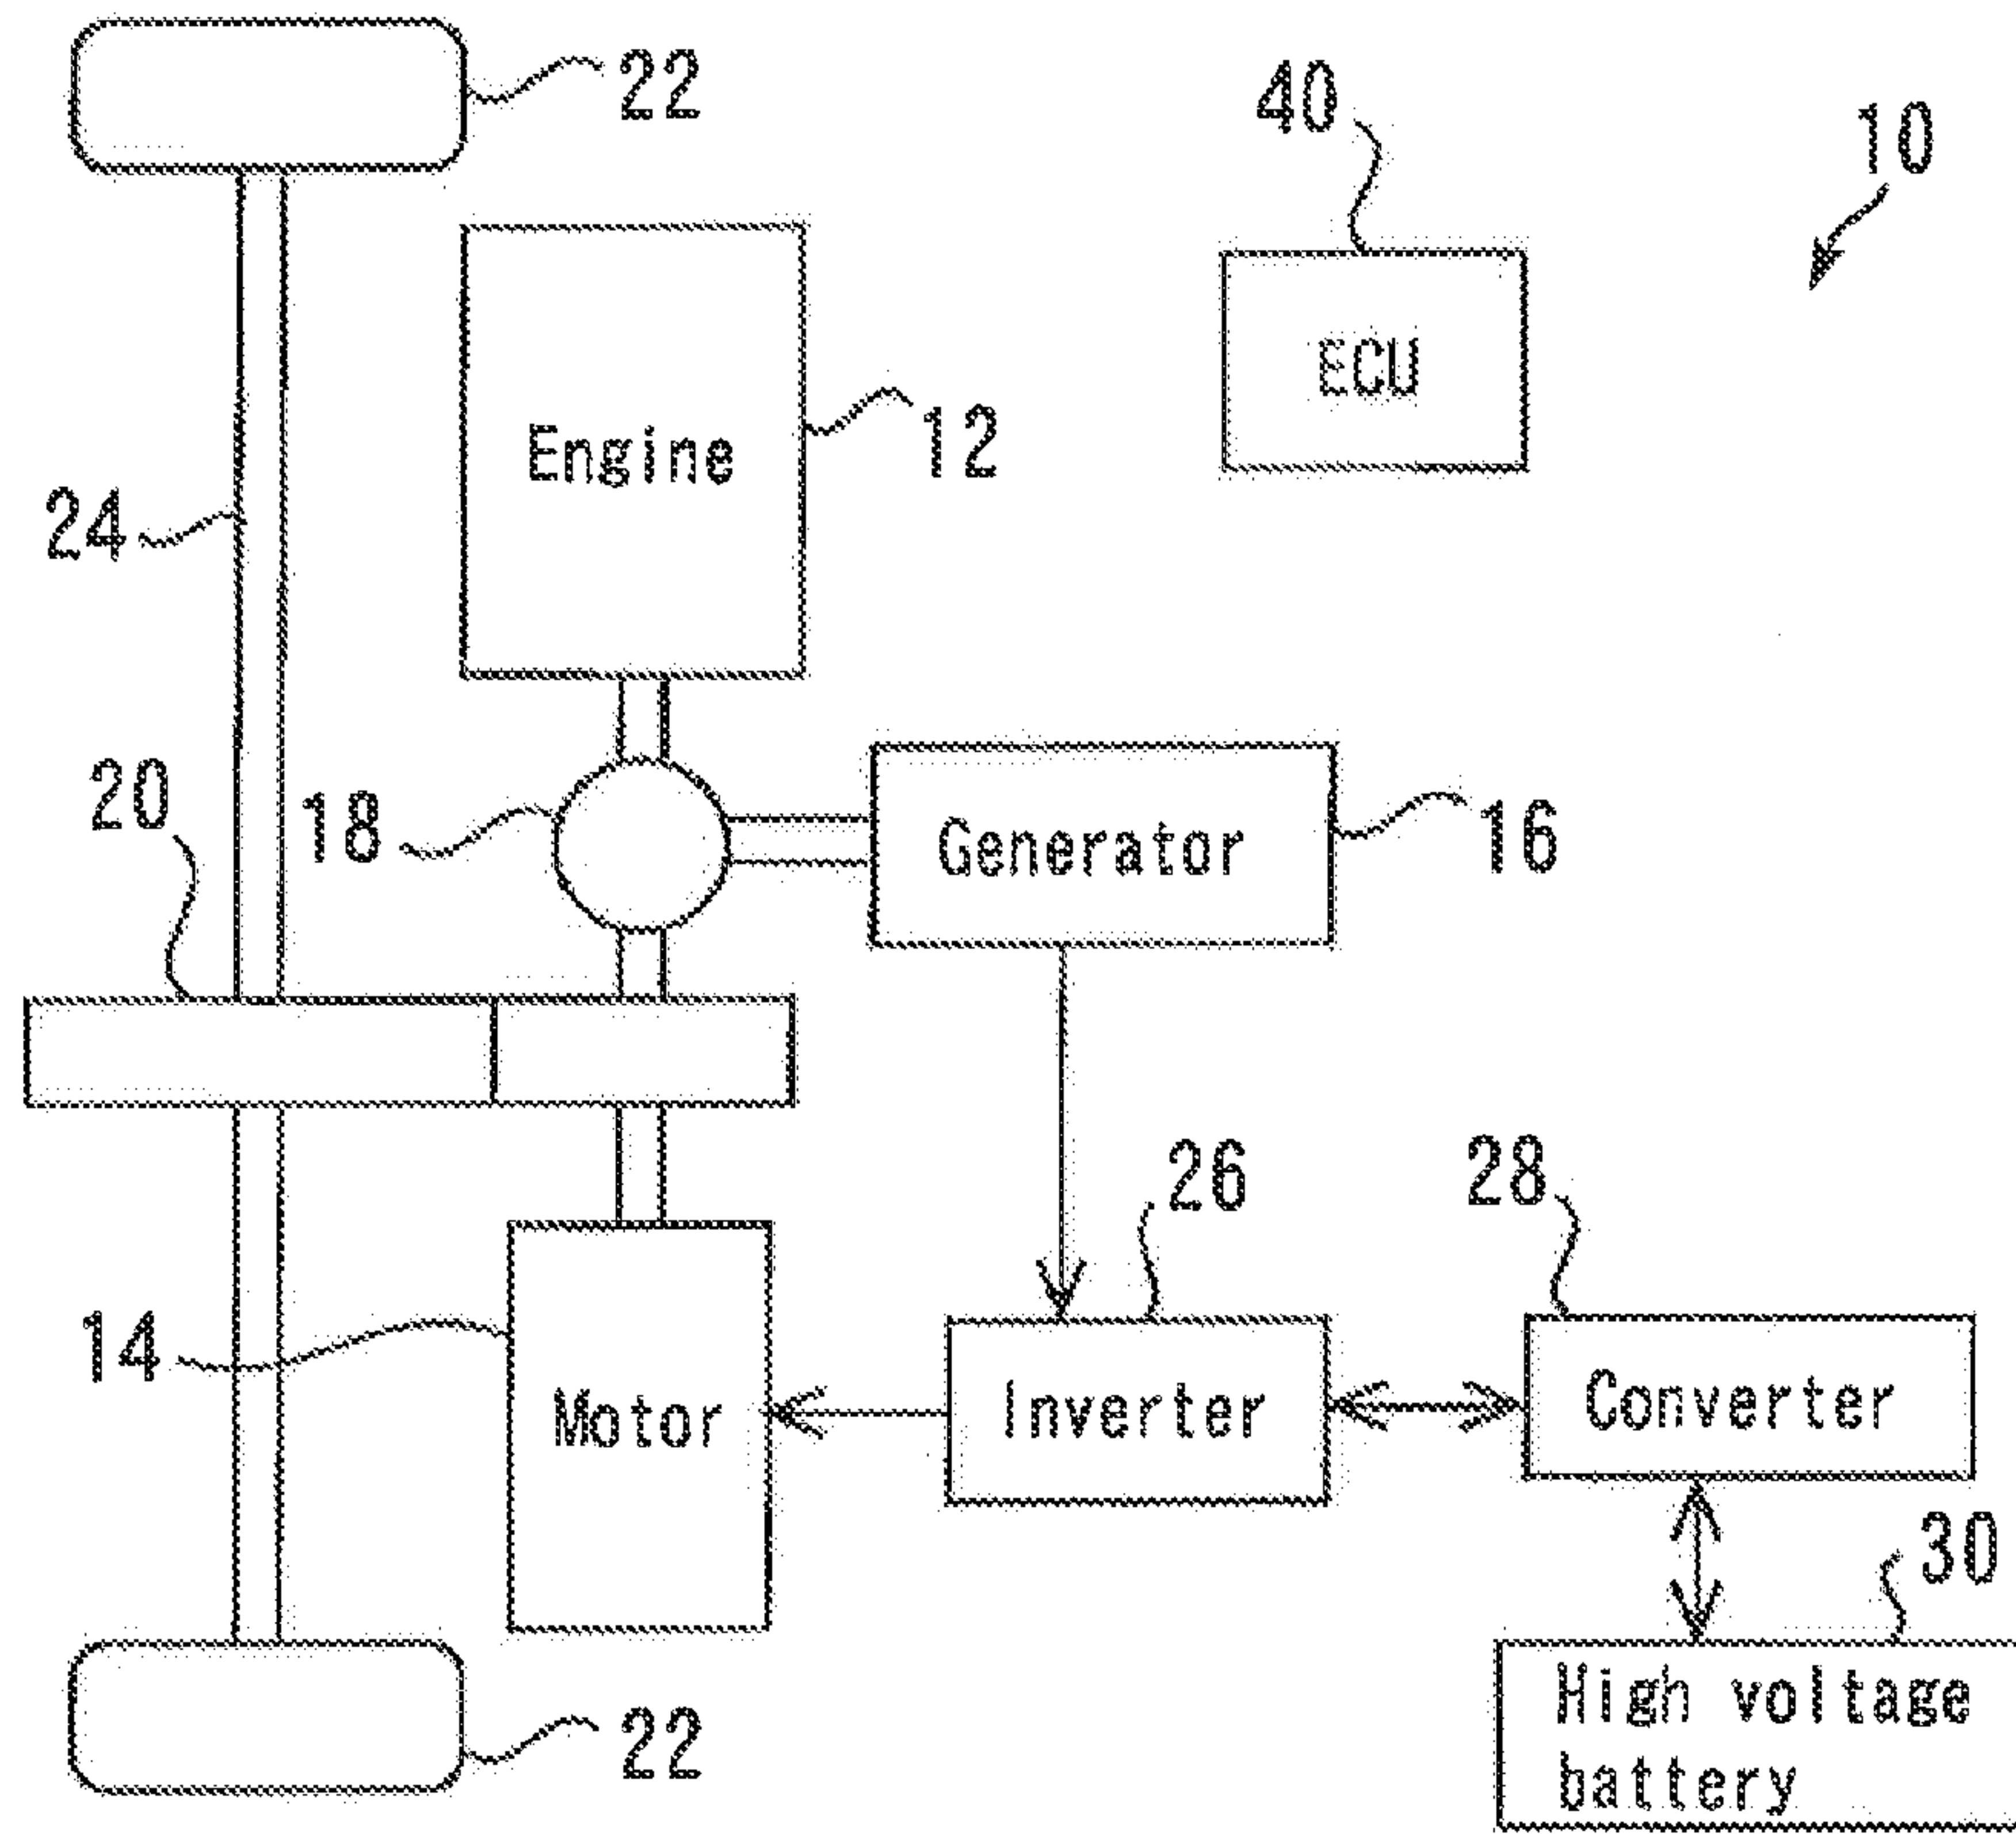 22
40
10
Engine
12
ECU
24
20
18
Generator
16
26
28
14
Motor
Inverter
Converter
30
High voltage
battery
22